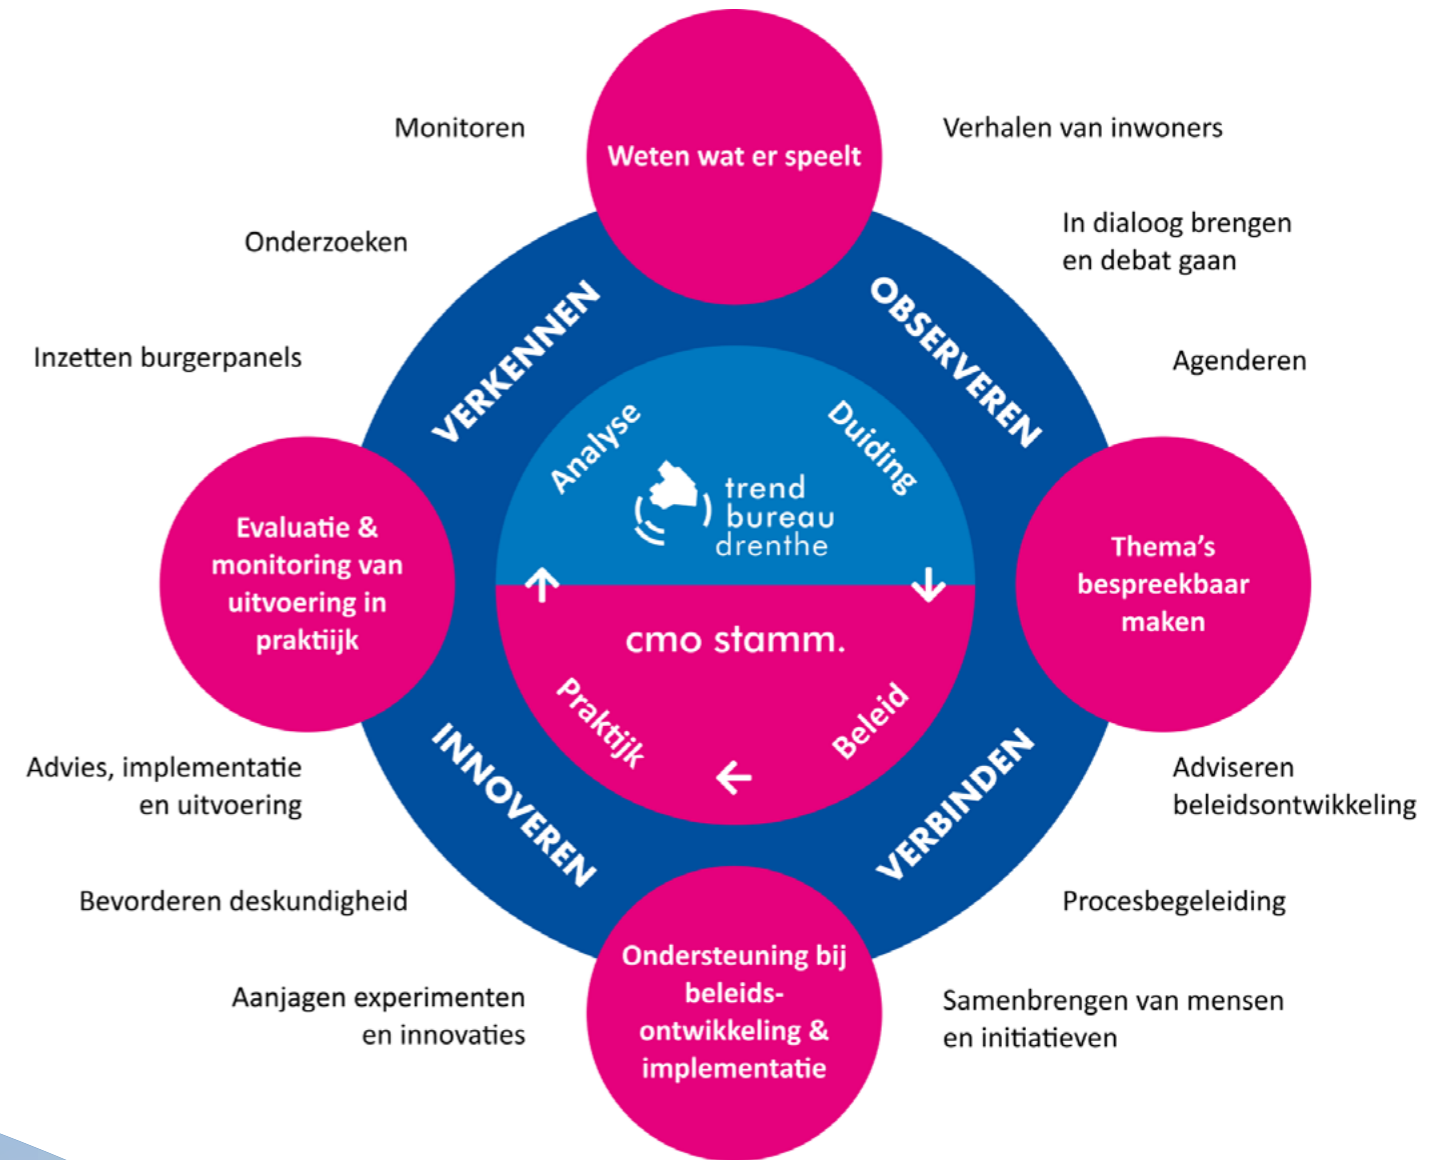 Weten wat er speelt
Monitoren
Verhalen van inwoners
Onderzoeken
In dialoog brengen
en debat gaan
Inzetten burgerpanels
Agenderen
VERKENNEN
OBSERVEREN
Analyse
Duiding
trend
bureau
drenthe
Evaluatie &
monitoring van
uitvoering in
praktiijk
Thema’s
bespreekbaar
maken
cmo stamm.
Praktijk
Beleid
INNOVEREN
VERBINDEN
Advies, implementatie
en uitvoering
Adviseren
beleidsontwikkeling
Bevorderen deskundigheid
Procesbegeleiding
Aanjagen experimenten
en innovaties
Samenbrengen van mensen
en initiatieven
Ondersteuning bij
beleids-
ontwikkeling &
implementatie